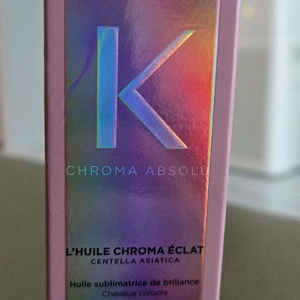 K
CHROMA ABSOLU
L'HUILE CHROMA ÉCLAT
CENTELLA ASIATICA
Huile sublimatrice de brillance
Cheveux colorés